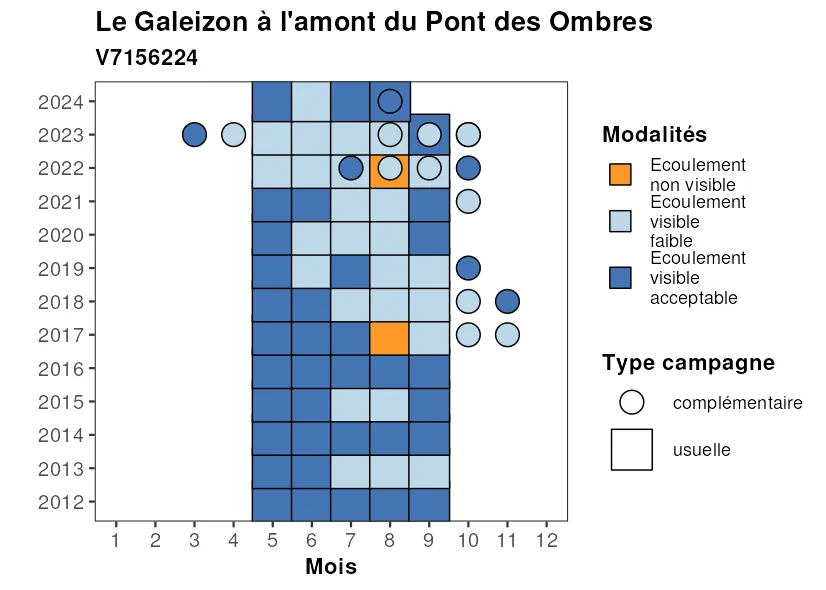 Le Galeizon à l'amont du Pont des Ombres
V7156224
2024
2023
2022
2021
2020
2019
2018
2017
2016
2015
2014
2013
2012
1 2 3 4 5 6 7 8 9 10 11 12
Mois
Modalités
Ecoulement
non visible
Ecoulement
visible
faible
Ecoulement
visible
acceptable
Type campagne
complémentaire
usuelle